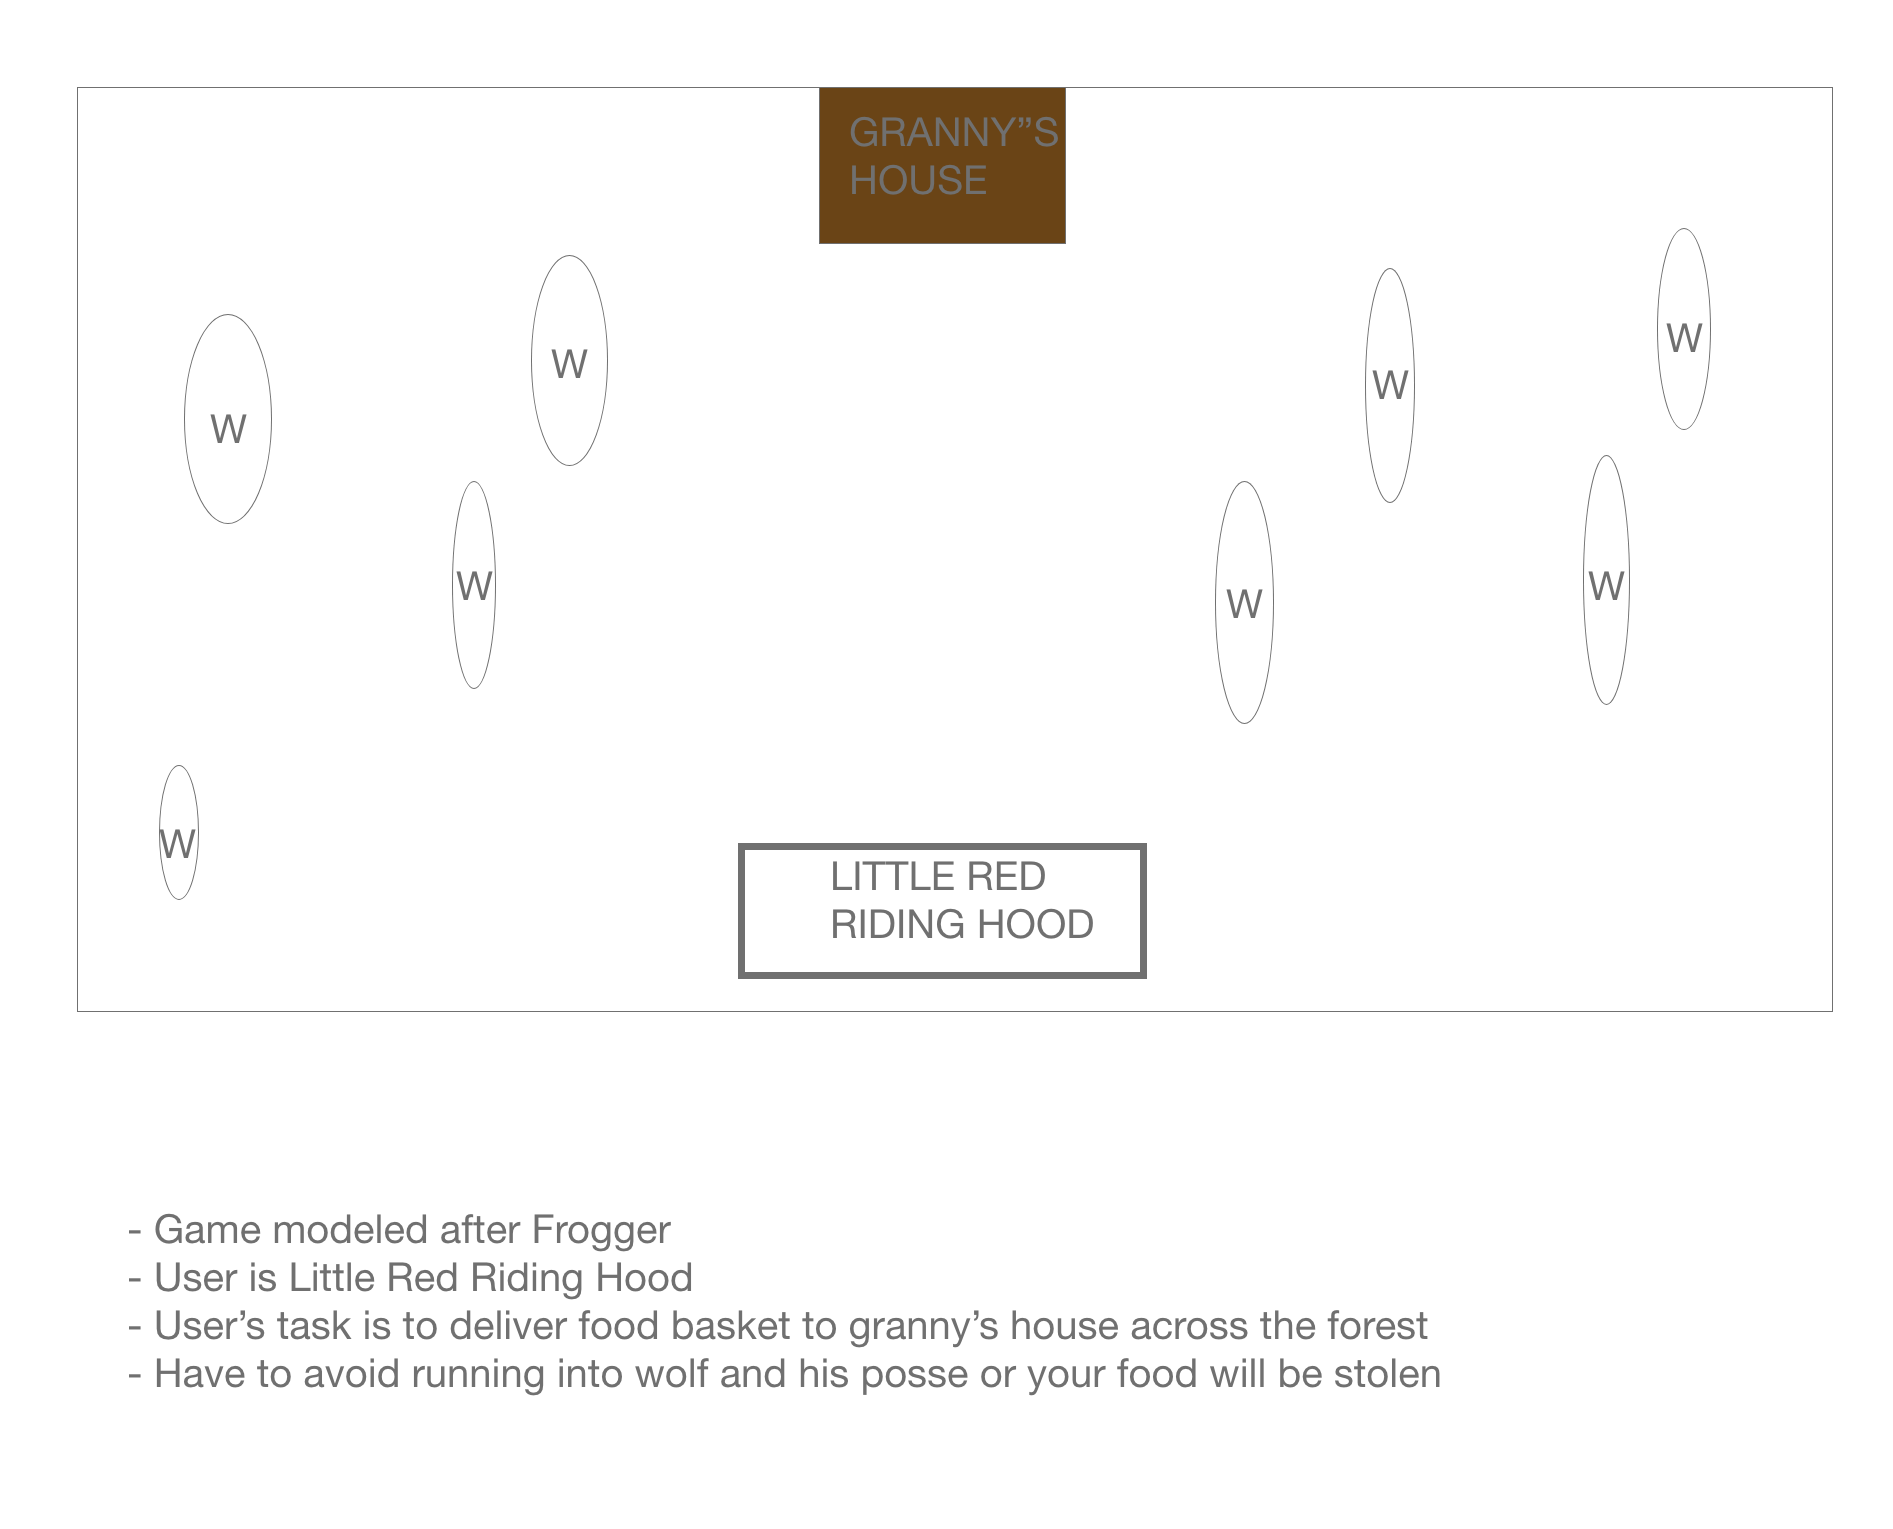 GRANNY”S
HOUSE
W
W
W
W
W
W
W
W
LITTLE RED
RIDING HOOD
- Game modeled after Frogger
- User is Little Red Riding Hood
- User’s task is to deliver food basket to granny’s house across the forest
- Have to avoid running into wolf and his posse or your food will be stolen